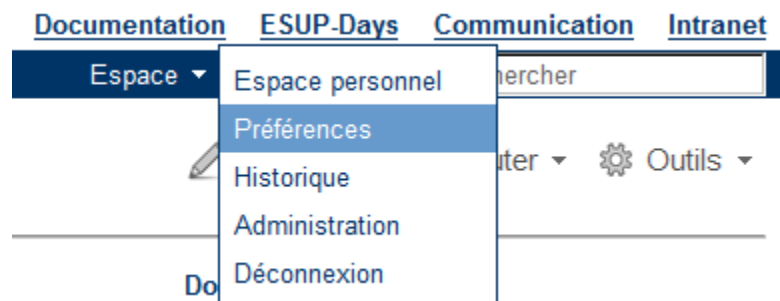 Documentation ESUP-Days Communication Intranet
Espace
Espace personnel
Préférences
Outils
Historique
Administration
Déconnexion